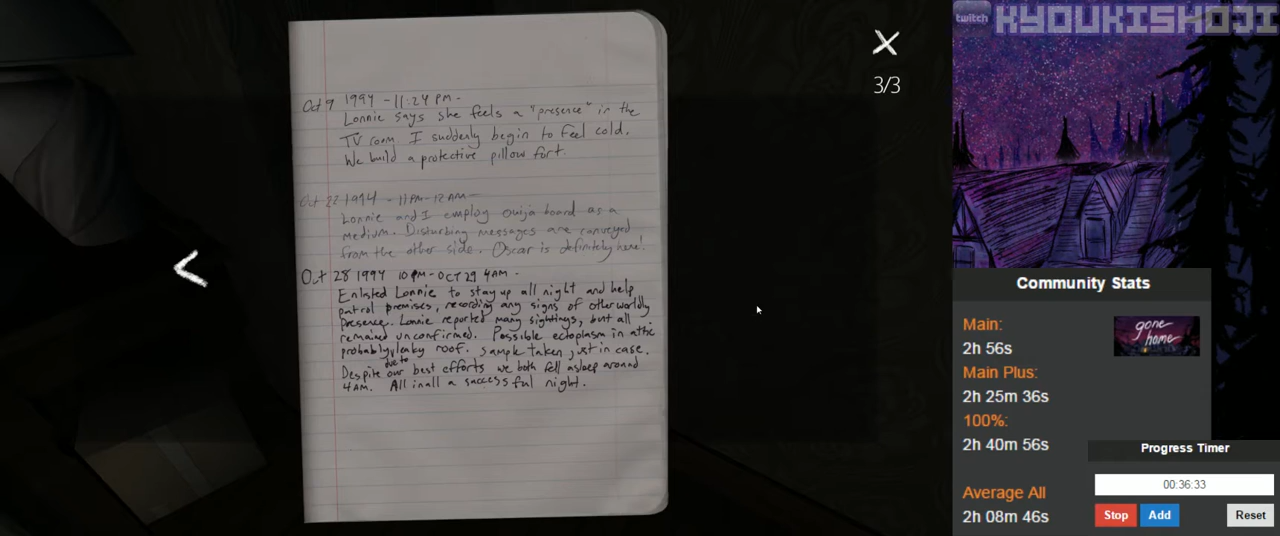 Oct 9 1994 - 11:24 PM -
Lonnie says she feels a "presence" in the
TV room I suddenly begin to feel cold.
We build a protective pillow fort.
Oct 22 1994 - 11PM-12AM -
Lonnie and I employ ouija board as a
medium. Disturbing messages are conveyed
from the other side. Oscar is definitely here!
Oct 28 1994 10PM-OCT 29 4AM -
Enlisted Lonnie to stay up all night and help
patrol premises, recording any signs of otherworldly
presence. Lonnie reported many sightings, but all
remained unconfirmed. Possible ectoplasm in attic
probably due to leaky roof. Sample taken just in case.
Despite our best efforts we both fell asleep around
4AM. All in all a successful night.
<
X
3/3
twitch KYOUKISHOJI
Community Stats
Main:
2h 56s
Main Plus:
2h 25m 36s
100%:
2h 40m 56s
Average All
2h 08m 46s
gone
home
Progress Timer
00:36:33
Stop Add Reset